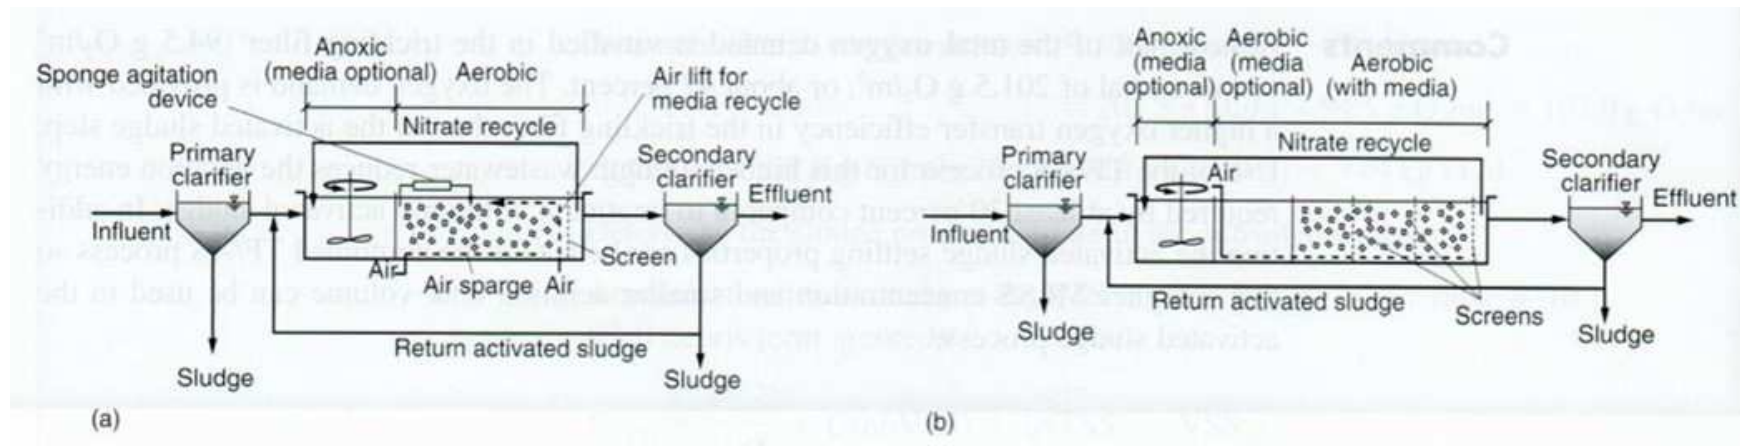 Anoxic
(media optional)
Aerobic
Sponge agitation
device
Air lift for
media recycle
Nitrate recycle
Primary
clarifier
Secondary
clarifier
Influent
Effluent
Screen
Air
Air sparge
Air
Return activated sludge
Sludge
Sludge
(a)
Anoxic
(media
optional)
Aerobic
(media
optional)
Aerobic
(with media)
Nitrate recycle
Primary
clarifier
Air
Secondary
clarifier
Influent
Effluent
Return activated sludge
Screens
Sludge
Sludge
(b)